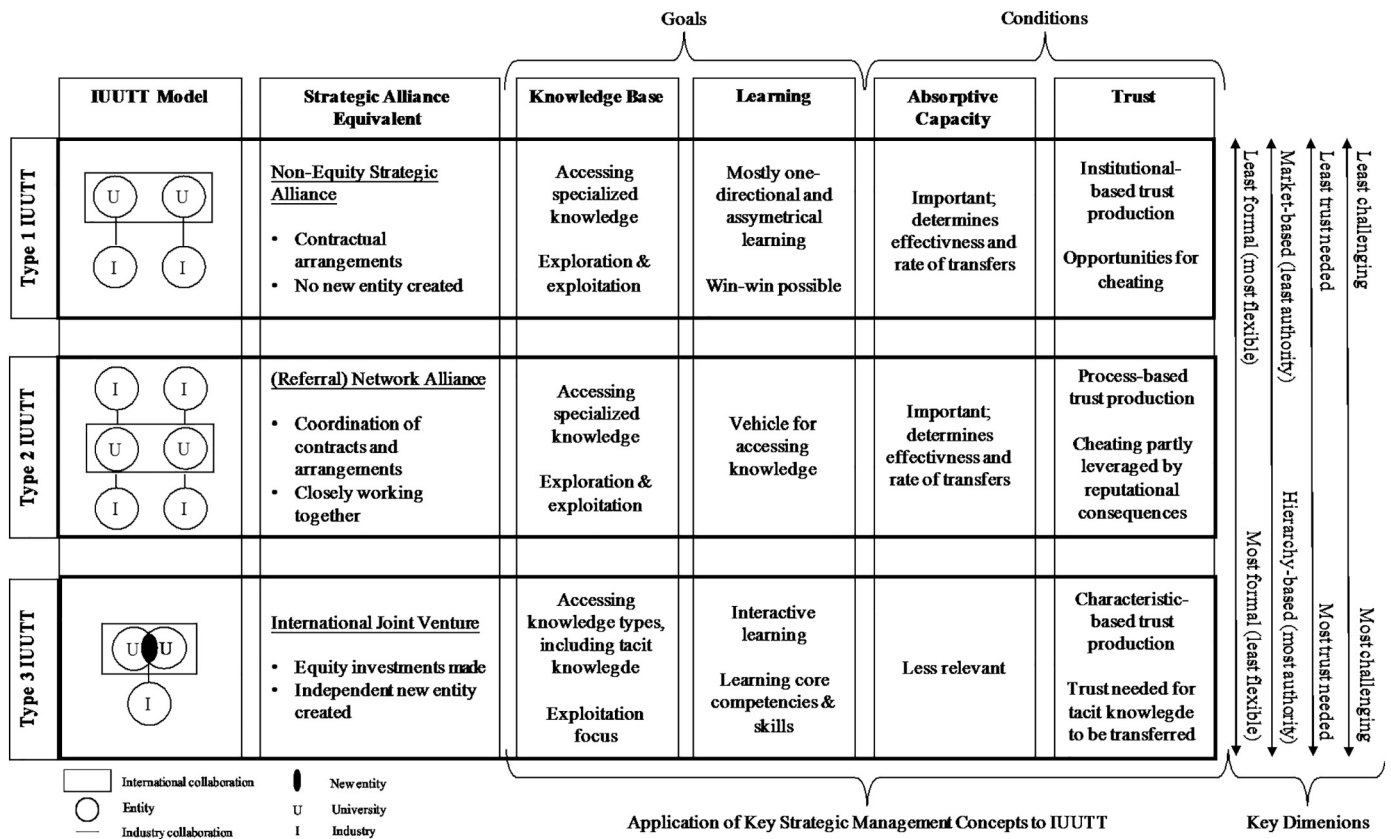 Goals
Conditions
IUUTT Model
Strategic Alliance
Equivalent
Knowledge Base
Learning
Absorptive
Capacity
Trust
Type 1 IUUTT
U
U
I
I
Non-Equity Strategic
Alliance
• Contractual
arrangements
• No new entity created
Accessing
specialized
knowledge
Exploration &
exploitation
Mostly one-
directional and
assymetrical
learning
Win-win possible
Important;
determines
effectivness and
rate of transfers
Institutional-
based trust
production
Opportunities for
cheating
Type 2 IUUTT
I
I
U
U
I
I
(Referral) Network Alliance
• Coordination of
contracts and
arrangements
• Closely working
together
Accessing
specialized
knowledge
Exploration &
exploitation
Vehicle for
accessing
knowledge
Important;
determines
effectivness and
rate of transfers
Process-based
trust production
Cheating partly
leveraged by
reputational
consequences
Type 3 IUUTT
U
U
I
International Joint Venture
• Equity investments made
• Independent new entity
created
Accessing
knowledge types,
including tacit
knowlegde
Exploitation
focus
Interactive
learning
Learning core
competencies &
skills
Less relevant
Characteristic-
based trust
production
Trust needed for
tacit knowlegde
to be transferred
Least formal (most flexible)
Most formal (least flexible)
Market-based (least authority)
Hierarchy-based (most authority)
Least trust needed
Most trust needed
Least challenging
Most challenging
International collaboration
Entity
Industry collaboration
New entity
U University
I Industry
Application of Key Strategic Management Concepts to IUUTT
Key Dimenions